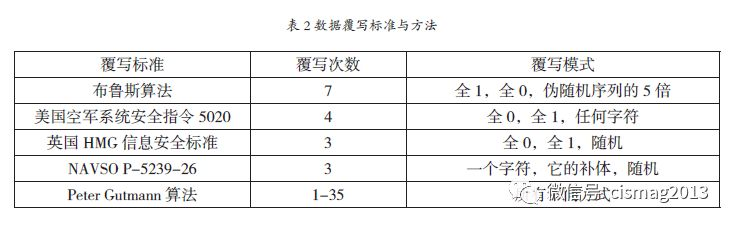 表 2 数据覆写标准与方法
覆写标准 覆写次数 覆写模式
布鲁斯算法 7 全 1，全 0，伪随机序列的 5 倍
美国空军系统安全指令 5020 4 全 0，全 1，任何字符
英国 HMG 信息安全标准 3 全 0，全 1，随机
NAVSO P-5239-26 3 一个字符，它的补体，随机
Peter Gutmann 算法 1-35
微信号: cismag2013